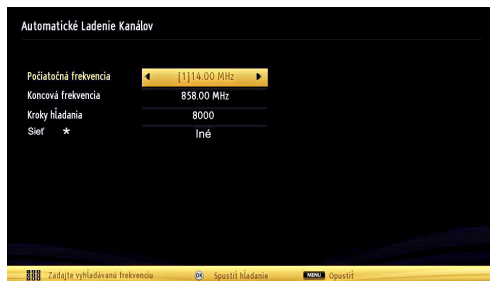 Automatické Ladenie Kanálov
Počiatočná frekvencia [1]14.00 MHz
Koncová frekvencia 858.00 MHz
Kroky hľadania 8000
Sieť * Iné
Zadajte vyhľadávanú frekvenciu OK Spustiť hľadanie MENU Opustiť